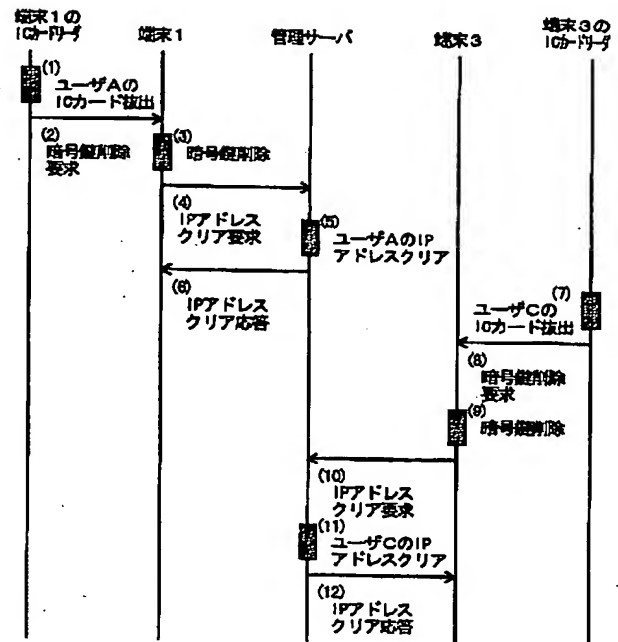 端末1の
ICカードリーダ
端末1
管理サーバ
端末3
端末3の
ICカードリーダ
(1)
ユーザAの
ICカード抜出
(2)
暗号鍵削除
要求
(3)
暗号鍵削除
(4)
IPアドレス
クリア要求
(5)
ユーザAのIP
アドレスクリア
(6)
IPアドレス
クリア応答
(7)
ユーザCの
ICカード抜出
(8)
暗号鍵削除
要求
(9)
暗号鍵削除
(10)
IPアドレス
クリア要求
(11)
ユーザCのIP
アドレスクリア
(12)
IPアドレス
クリア応答